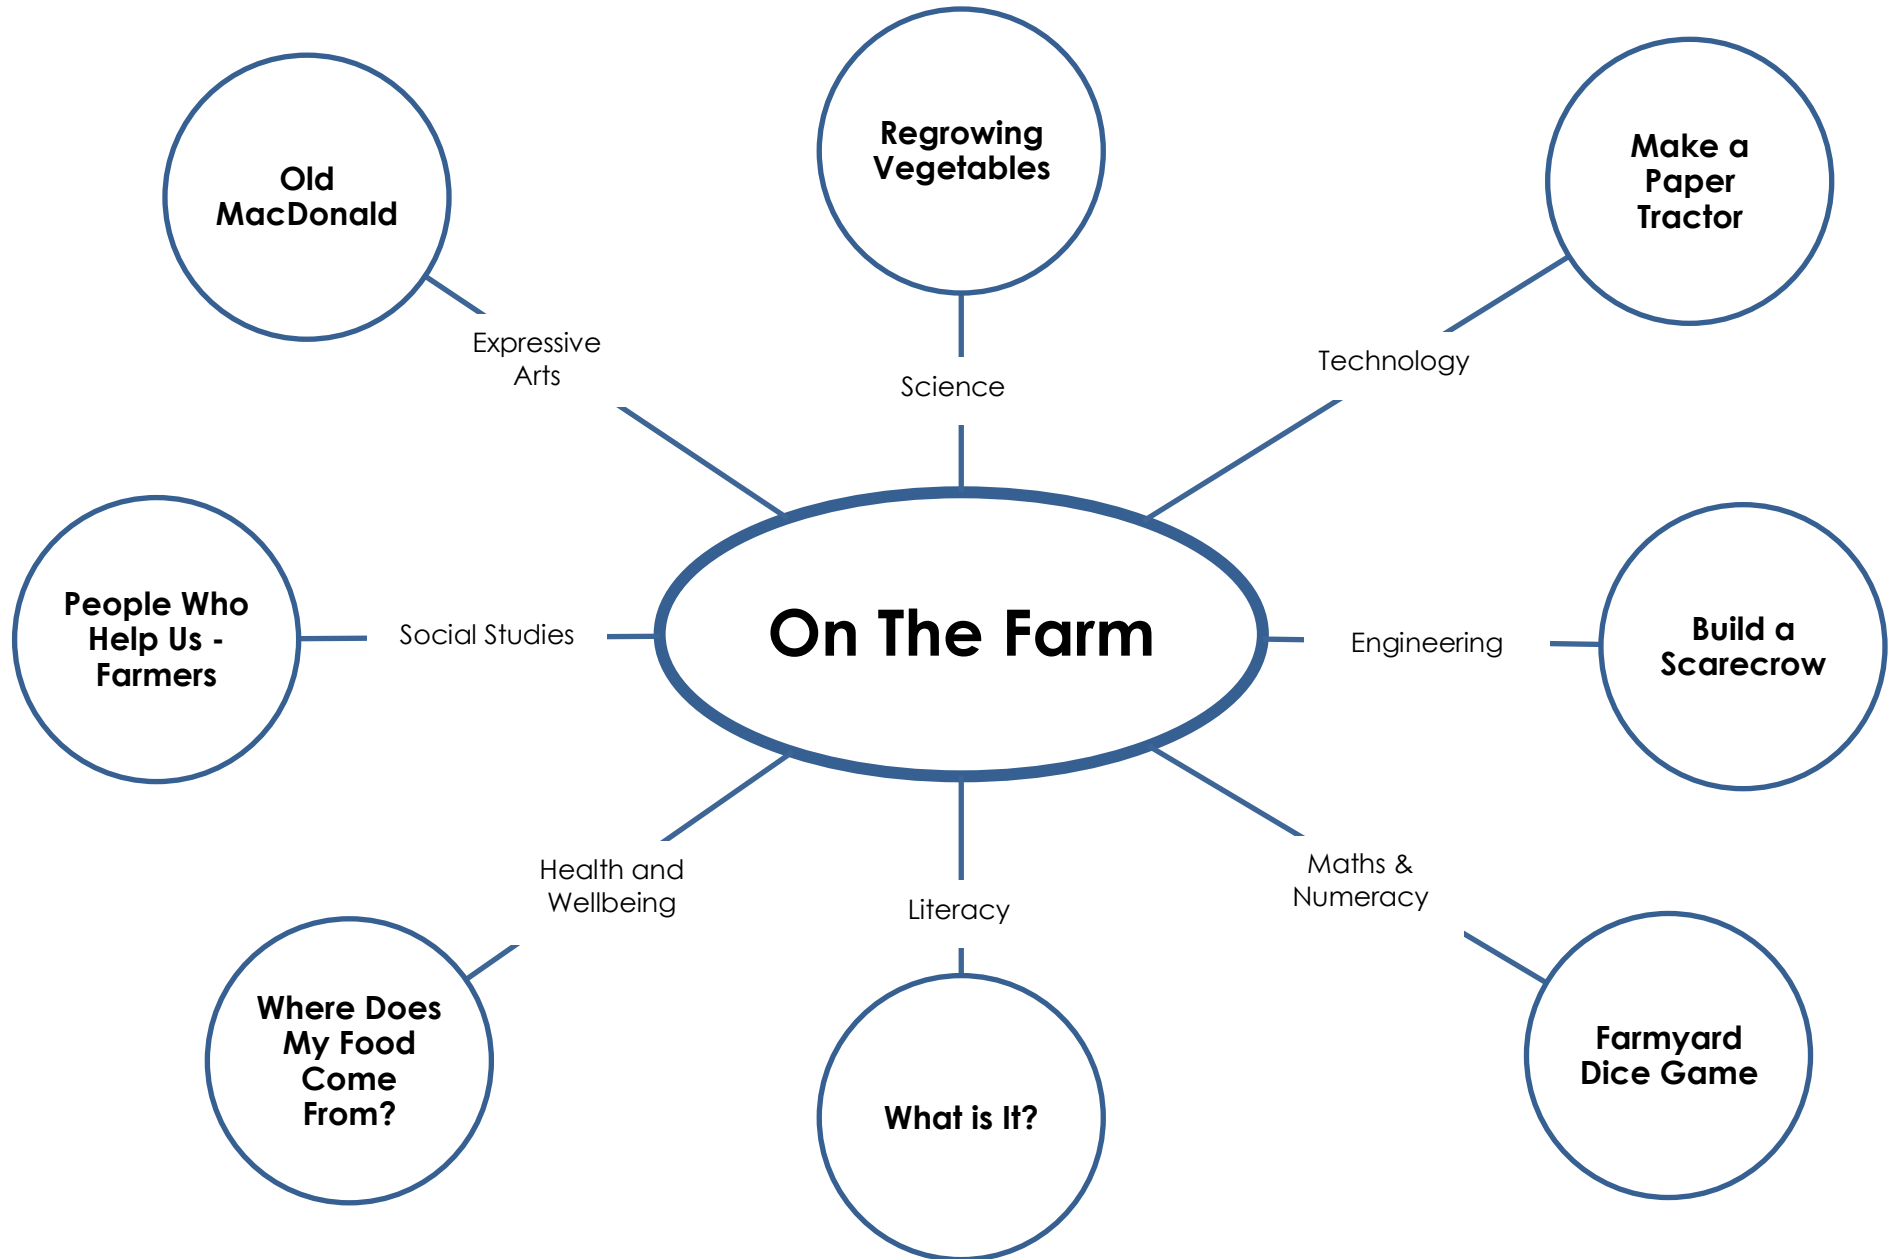 Regrowing
Vegetables
Make a
Paper
Tractor
Old
MacDonald
Expressive
Arts
Science
Technology
People Who
Help Us -
Farmers
Social Studies
On The Farm
Engineering
Build a
Scarecrow
Health and
Wellbeing
Literacy
Maths &
Numeracy
Where Does
My Food
Come
From?
What is It?
Farmyard
Dice Game